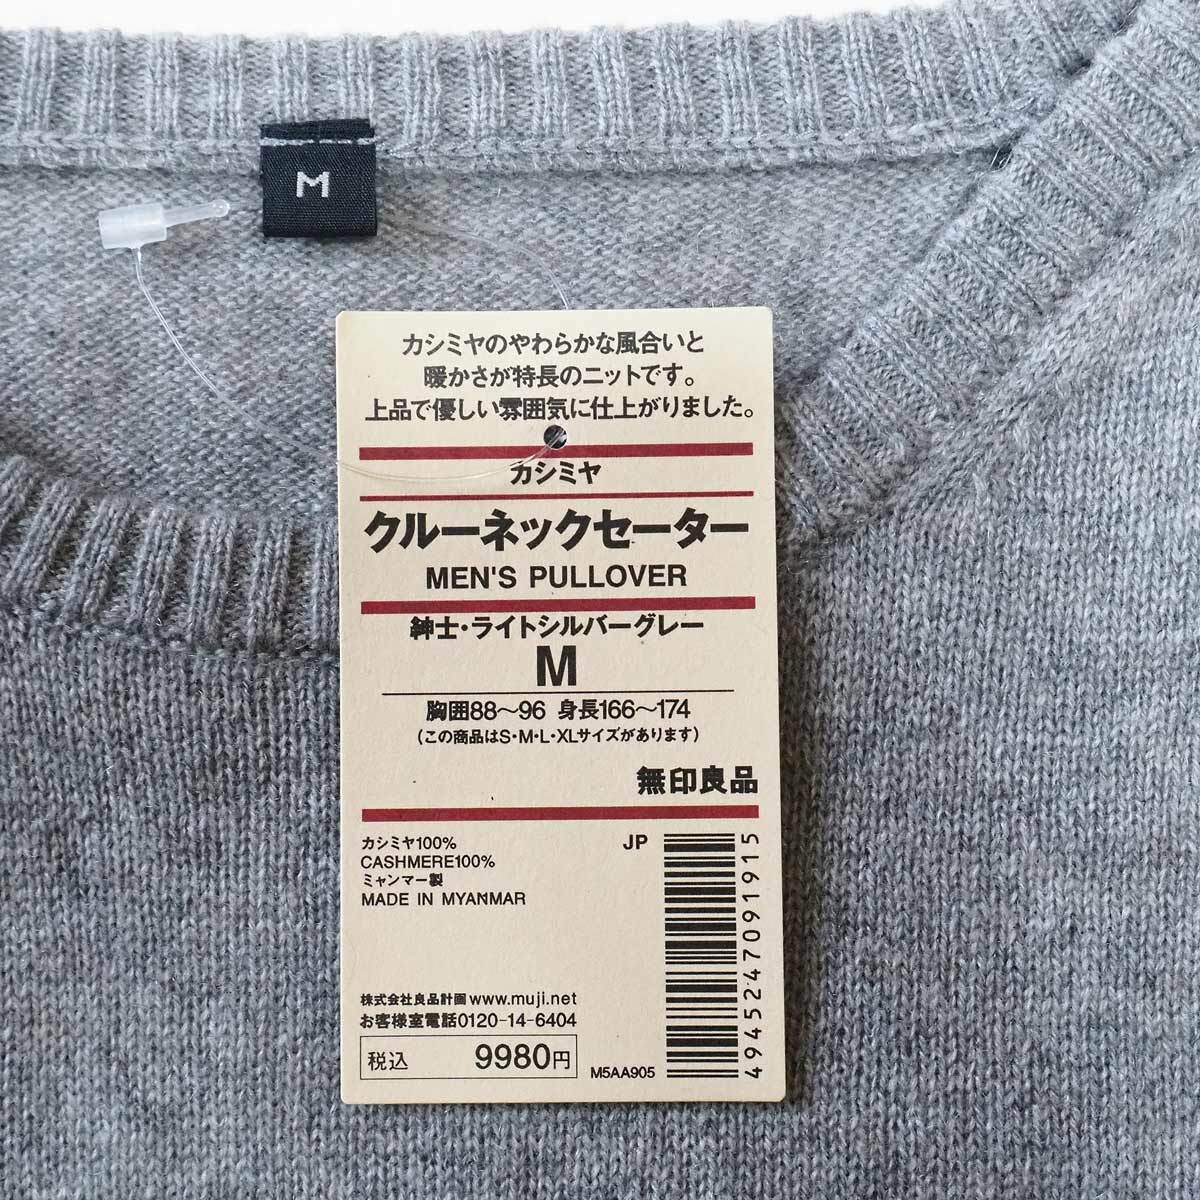 M
カシミヤのやわらかな風合いと
暖かさが特長のニットです。
上品で優しい雰囲気に仕上がりました。
カシミヤ
クルーネックセーター
MEN'S PULLOVER
紳士・ライトシルバーグレー
M
胸囲88〜96 身長166〜174
(この商品はS・M・L・XLサイズがあります)
無印良品
カシミヤ100%
CASHMERE100%
ミャンマー製
MADE IN MYANMAR
JP
4945247091915
株式会社良品計画 www.muji.net
お客様室電話0120-14-6404
税込 9980円
M5AA905